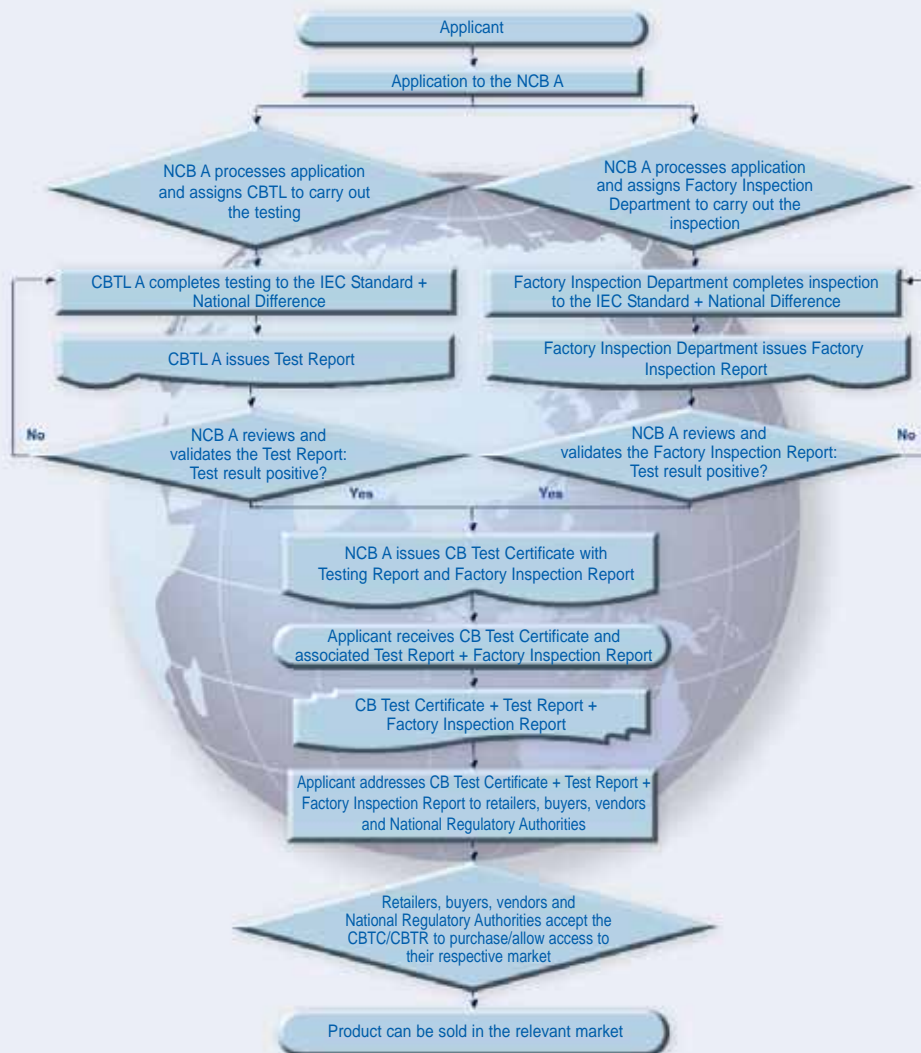 Applicant
Application to the NCB A
NCB A processes application
and assigns CBTL to carry out
the testing
NCB A processes application
and assigns Factory Inspection
Department to carry out the
inspection
CBTL A completes testing to the IEC Standard +
National Difference
Factory Inspection Department completes inspection
to the IEC Standard + National Difference
CBTL A issues Test Report
Factory Inspection Department issues Factory
Inspection Report
No
NCB A reviews and
validates the Test Report:
Test result positive?
NCB A reviews and
validates the Factory Inspection Report:
Test result positive?
No
Yes
Yes
NCB A issues CB Test Certificate with
Testing Report and Factory Inspection Report
Applicant receives CB Test Certificate and
associated Test Report + Factory Inspection Report
CB Test Certificate + Test Report +
Factory Inspection Report
Applicant addresses CB Test Certificate + Test Report +
Factory Inspection Report to retailers, buyers, vendors
and National Regulatory Authorities
Retailers, buyers, vendors and
National Regulatory Authorities accept the
CBTC/CBTR to purchase/allow access to
their respective market
Product can be sold in the relevant market